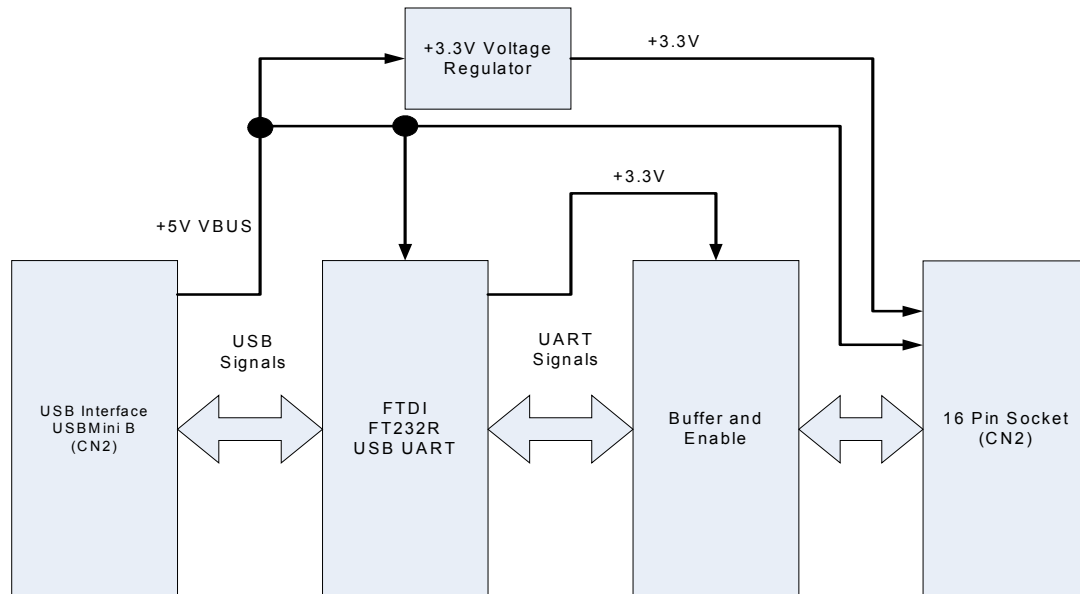 +3.3V Voltage
Regulator
+3.3V
+3.3V
+5V VBUS
USB
Signals
UART
Signals
USB Interface
USBMini B
(CN2)
FTDI
FT232R
USB UART
Buffer and
Enable
16 Pin Socket
(CN2)